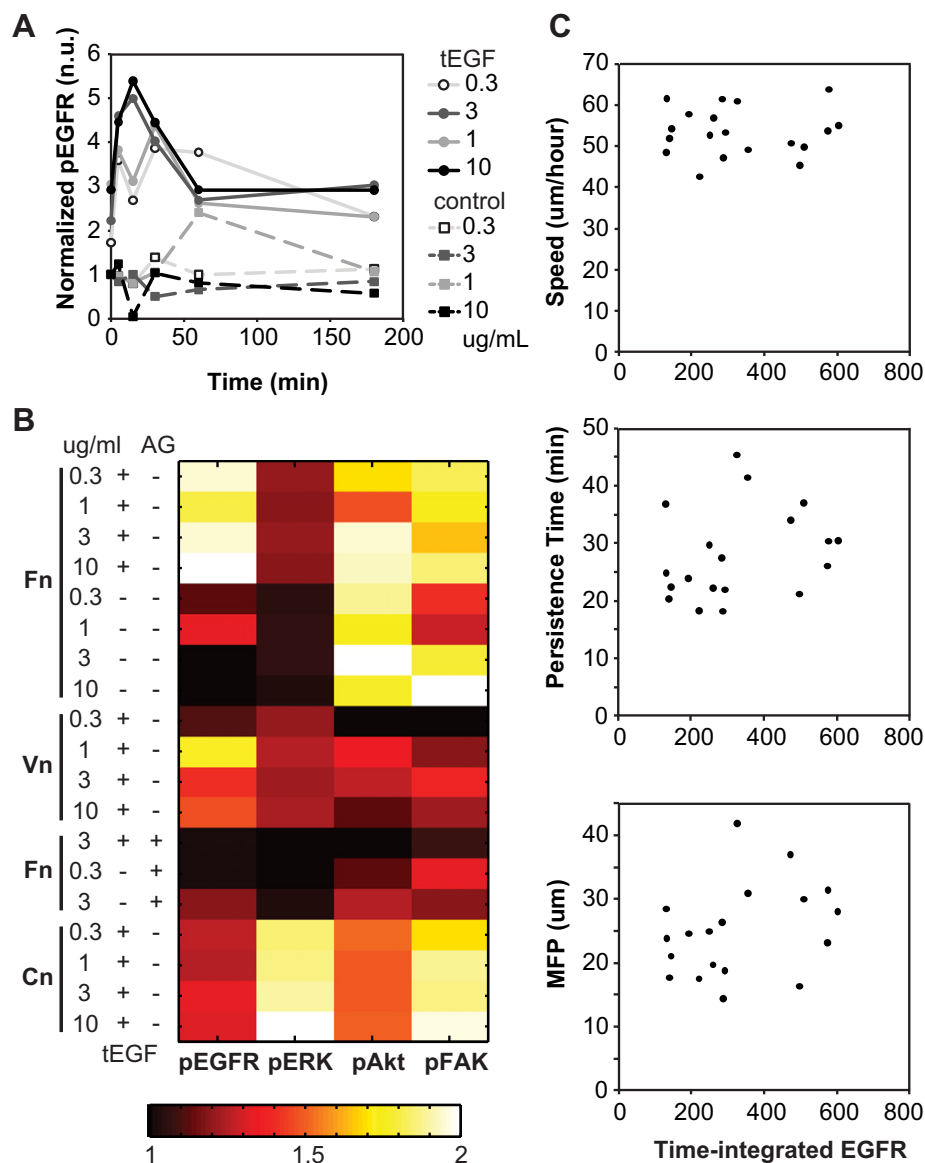 A
Normalized pEGFR (n.u.)
6
5
4
3
2
1
0
0 50 100 150 200
Time (min)
tEGF
0.3
3
1
10
control
0.3
3
1
10
ug/mL
B
ug/ml AG
Fn
0.3 + -
1 + -
3 + -
10 + -
0.3 - -
1 - -
3 - -
10 - -
Vn
0.3 + -
1 + -
3 + -
10 + -
Fn
3 + +
0.3 - +
3 - +
Cn
0.3 + -
1 + -
3 + -
10 + -
tEGF
pEGFR pERK pAkt pFAK
1 1.5 2
C
Speed (um/hour)
70
60
50
40
30
20
10
0
0 200 400 600 800
Persistence Time (min)
50
40
30
20
10
0
0 200 400 600 800
MFP (um)
40
30
20
10
0
0 200 400 600 800
Time-integrated EGFR